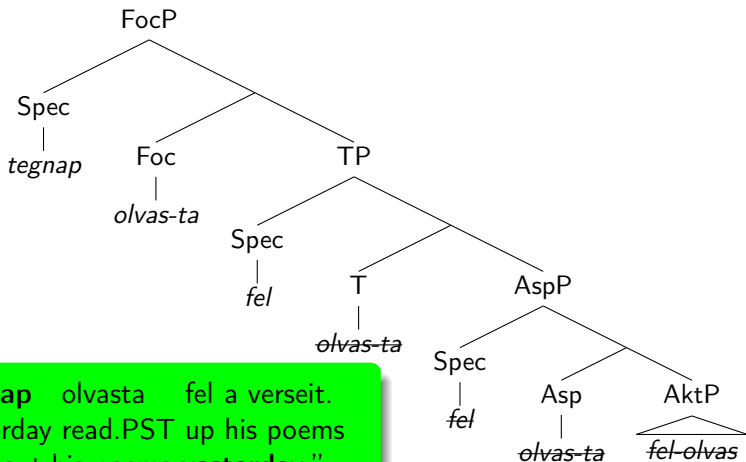 FocP
Spec
tegnap
Foc
TP
olvas-ta
Spec
fel
T
AspP
olvas-ta
Spec
fel
Asp
AktP
olvas-ta
fel-olvas
ap olvasta fel a verseit.
rday read.PST up his poems
yesterday."